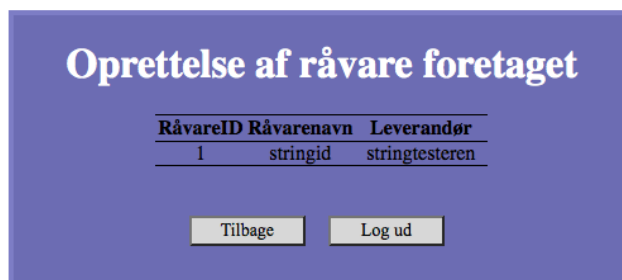 Oprettelse af råvare foretaget
RåvareID Råvarenavn Leverandør
1 stringid stringtesteren
Tilbage Log ud